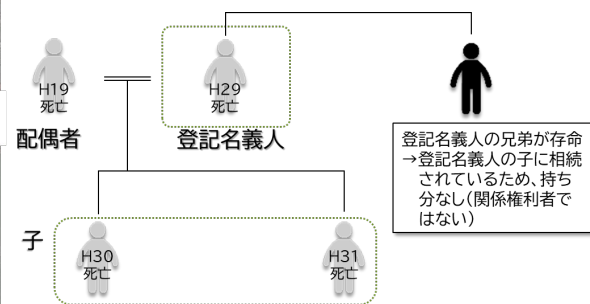 H19
死亡
配偶者
H29
死亡
登記名義人
登記名義人の兄弟が存命
→登記名義人の子に相続
されているため、持ち
分なし(関係権利者で
はない)
子
H30
死亡
H31
死亡